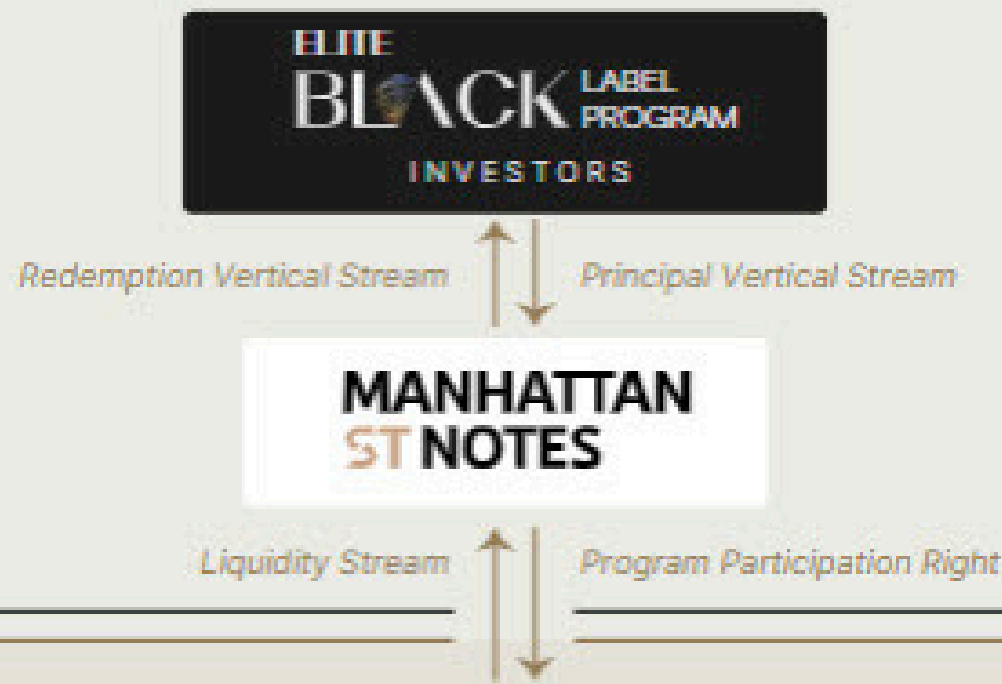 ELITE
BLACK LABEL
PROGRAM
INVESTORS
Redemption Vertical Stream
Principal Vertical Stream
MANHATTAN
ST NOTES
Liquidity Stream
Program Participation Right